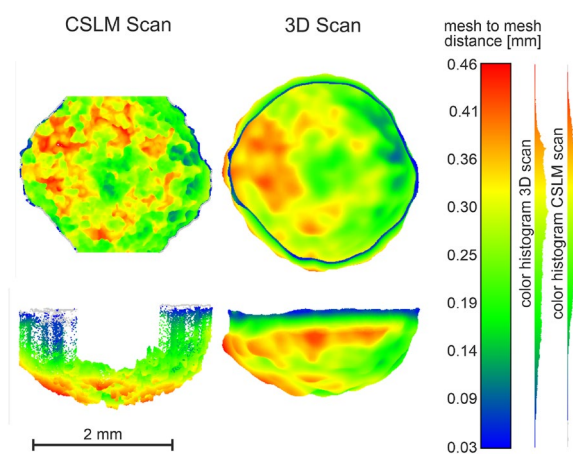 CSLM Scan
3D Scan
mesh to mesh
distance [mm]
0.46
0.41
0.36
0.33
0.25
0.19
0.14
0.09
0.03
color histogram 3D scan
color histogram CSLM scan
2 mm